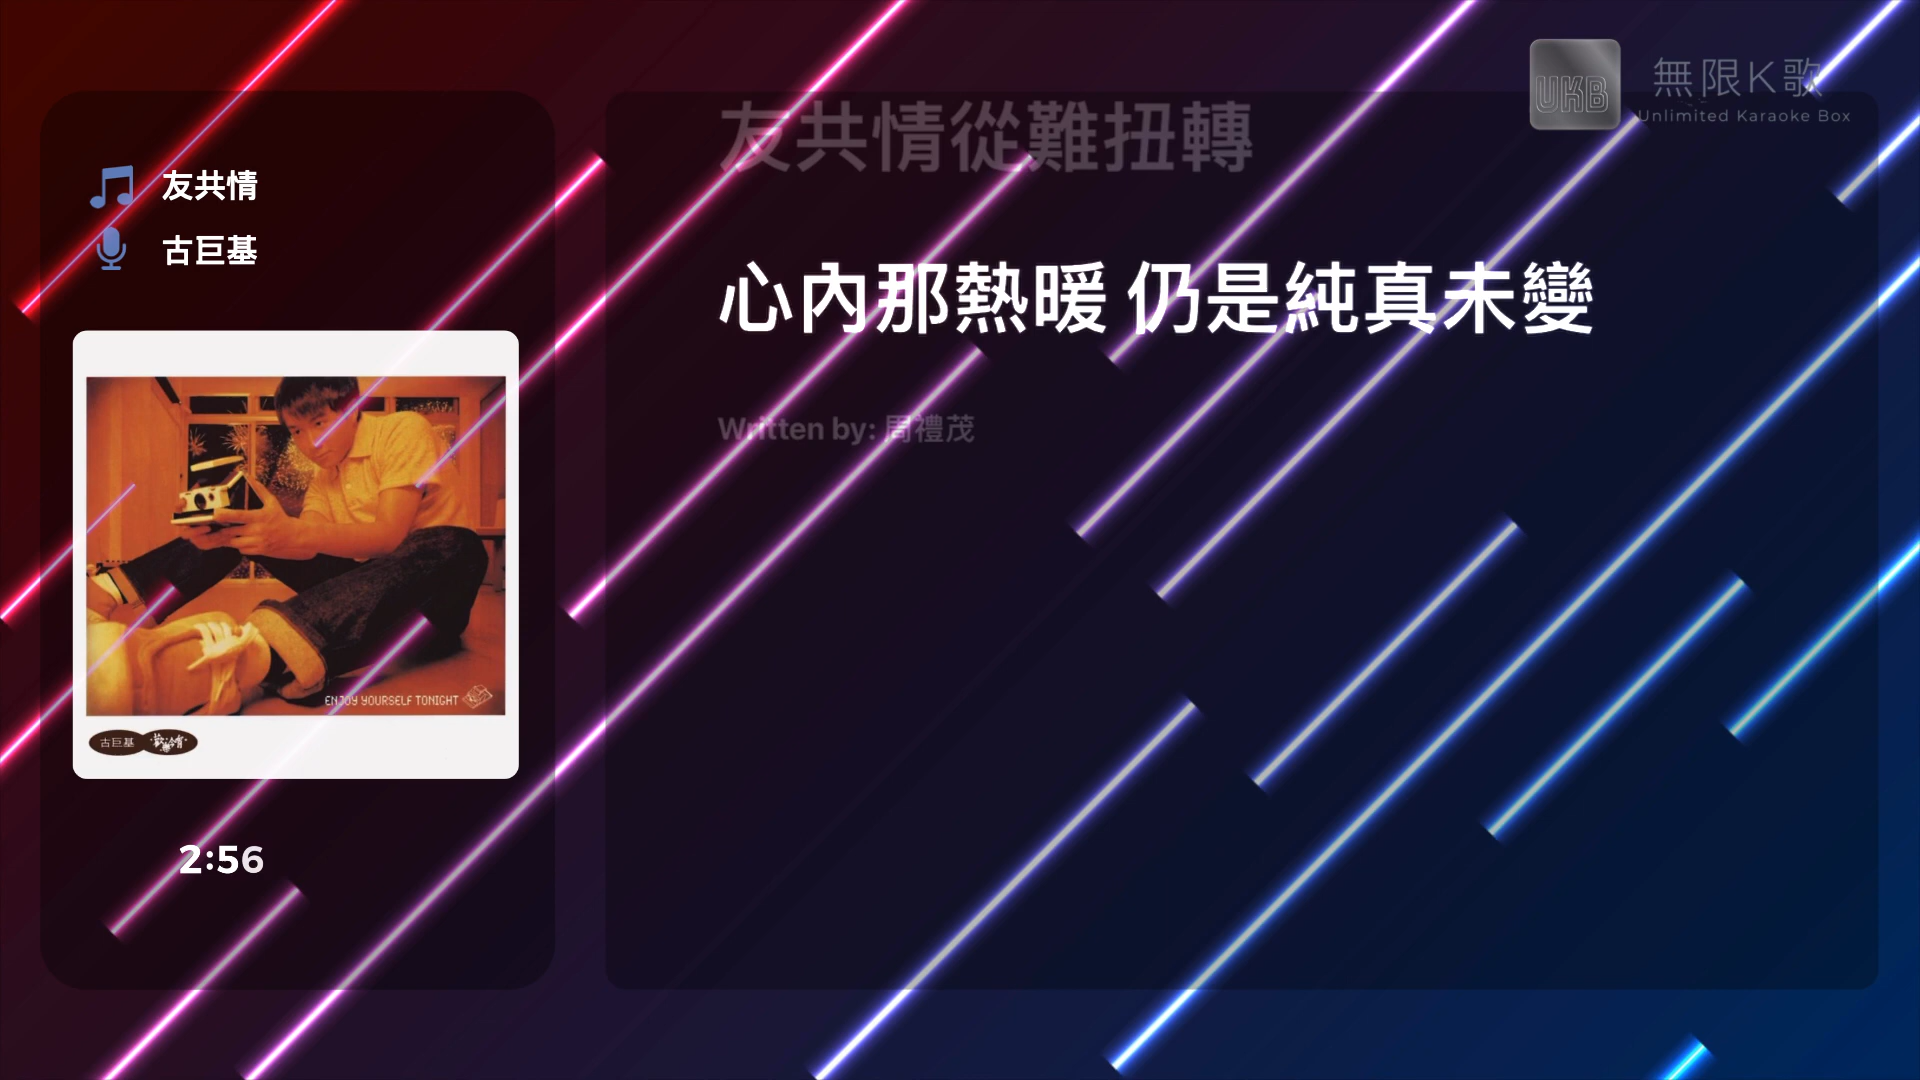 友共情
古巨基
ENJOY YOURSELF TONIGHT
古巨基
2:56
UKB
無限K歌
Unlimited Karaoke Box
友共情從難扭轉
心內那熱暖 仍是純真未變
Written by: 周禮茂